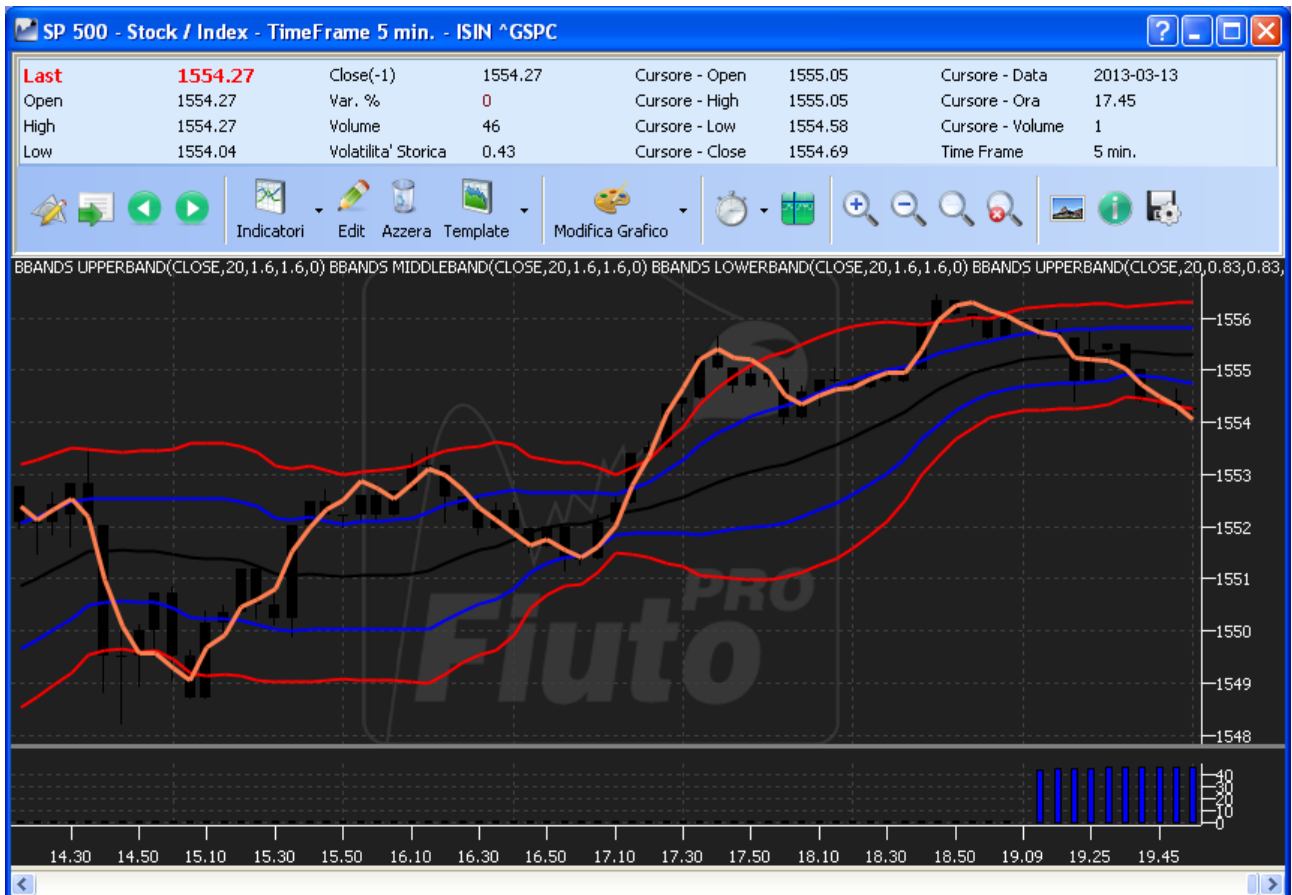 SP 500 - Stock / Index - TimeFrame 5 min. - ISIN ^GSPC
Last 1554.27 Close(-1) 1554.27 Cursore - Open 1555.05 Cursore - Data 2013-03-13
Open 1554.27 Var. % 0 Cursore - High 1555.05 Cursore - Ora 17.45
High 1554.27 Volume 46 Cursore - Low 1554.58 Cursore - Volume 1
Low 1554.04 Volatilita' Storica 0.43 Cursore - Close 1554.69 Time Frame 5 min.
Indicatori Edit Azzera Template Modifica Grafico
BBANDS UPPERBAND(CLOSE,20,1.6,1.6,0) BBANDS MIDDLEBAND(CLOSE,20,1.6,1.6,0) BBANDS LOWERBAND(CLOSE,20,1.6,1.6,0) BBANDS UPPERBAND(CLOSE,20,0.83,0.83,
1556
1555
1554
1553
1552
1551
PRO
Fiuto
1550
1549
1548
40
30
20
10
0
14.30 14.50 15.10 15.30 15.50 16.10 16.30 16.50 17.10 17.30 17.50 18.10 18.30 18.50 19.09 19.25 19.45